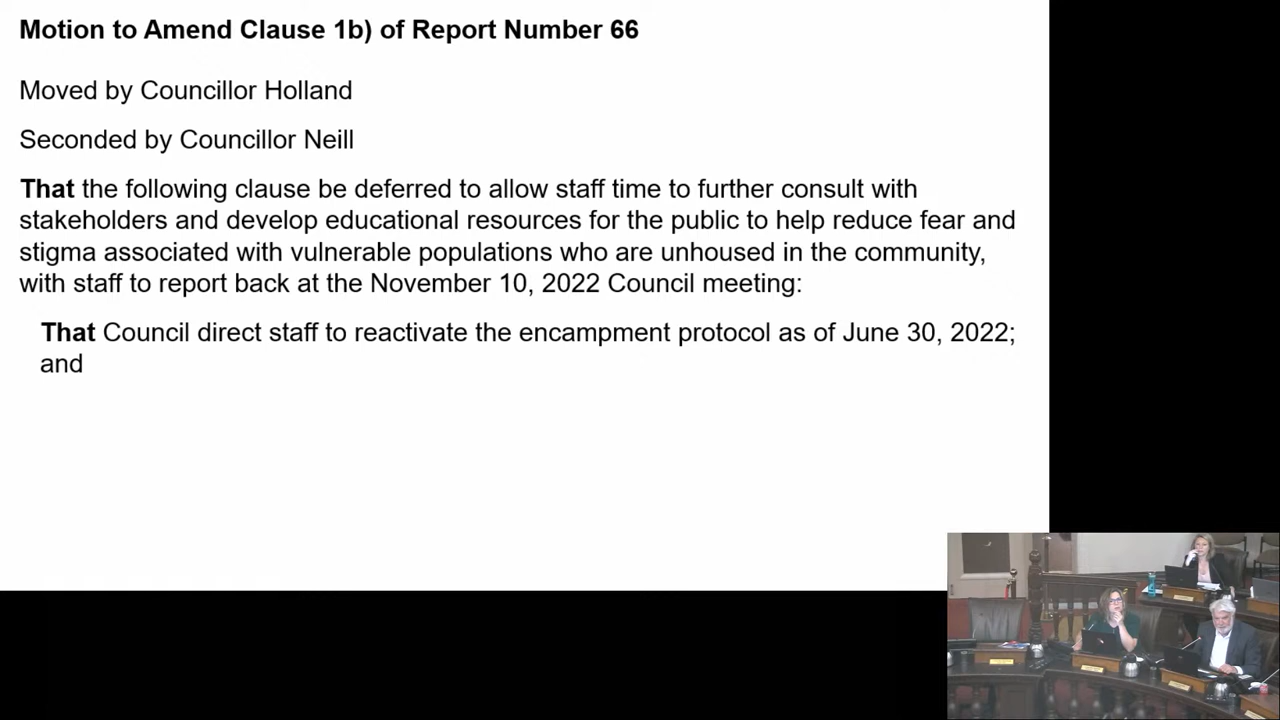 Motion to Amend Clause 1b) of Report Number 66
Moved by Councillor Holland
Seconded by Councillor Neill
That the following clause be deferred to allow staff time to further consult with
stakeholders and develop educational resources for the public to help reduce fear and
stigma associated with vulnerable populations who are unhoused in the community,
with staff to report back at the November 10, 2022 Council meeting:
That Council direct staff to reactivate the encampment protocol as of June 30, 2022;
and